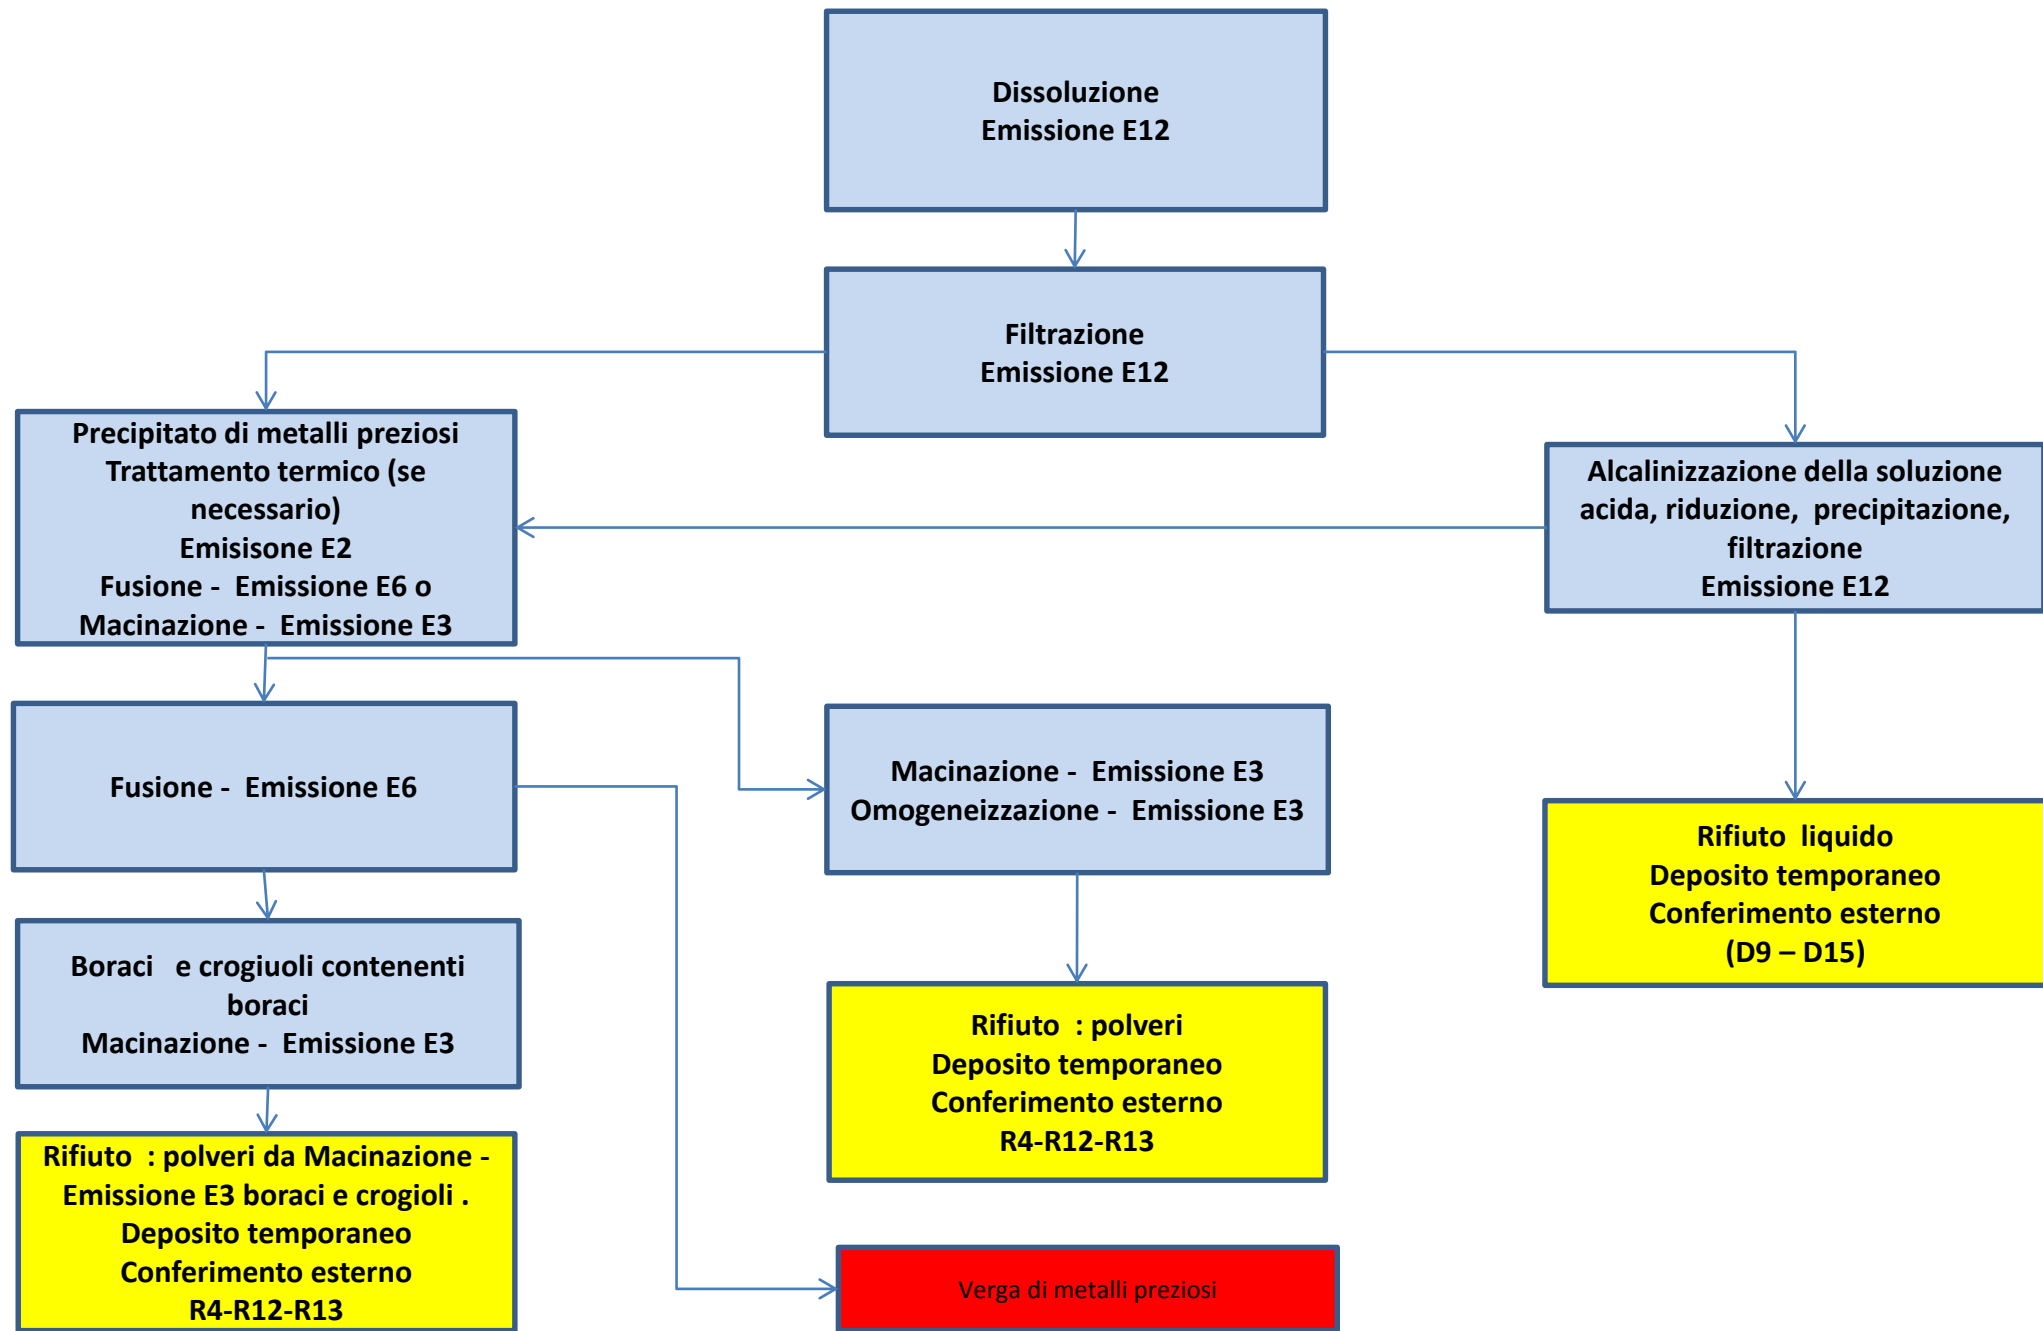 Dissoluzione
Emissione E12
Filtrazione
Emissione E12
Precipitato di metalli preziosi
Trattamento termico (se
necessario)
Emisisone E2
Fusione - Emissione E6 o
Macinazione - Emissione E3
Alcalinizzazione della soluzione
acida, riduzione, precipitazione,
filtrazione
Emissione E12
Fusione - Emissione E6
Macinazione - Emissione E3
Omogeneizzazione - Emissione E3
Rifiuto liquido
Deposito temporaneo
Conferimento esterno
(D9 – D15)
Boraci e crogiuoli contenenti
boraci
Macinazione - Emissione E3
Rifiuto : polveri
Deposito temporaneo
Conferimento esterno
R4-R12-R13
Rifiuto : polveri da Macinazione -
Emissione E3 boraci e crogioli .
Deposito temporaneo
Conferimento esterno
R4-R12-R13
Verga di metalli preziosi